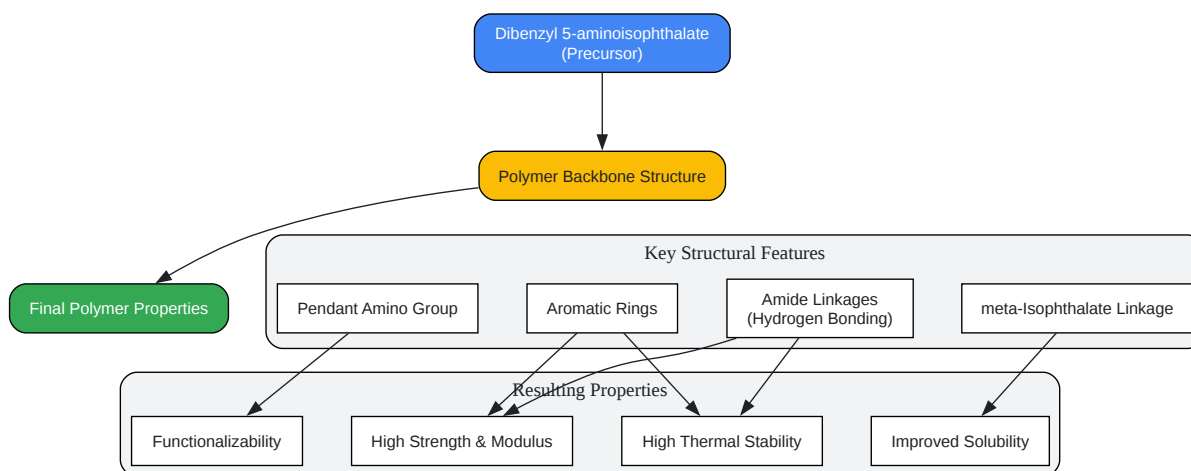 Dibenzyl 5-aminoisophthalate
(Precursor)
Polymer Backbone Structure
Key Structural Features
Final Polymer Properties
Pendant Amino Group
Aromatic Rings
Amide Linkages
(Hydrogen Bonding)
meta-Isophthalate Linkage
Resulting Properties
Functionalizability
High Strength & Modulus
High Thermal Stability
Improved Solubility